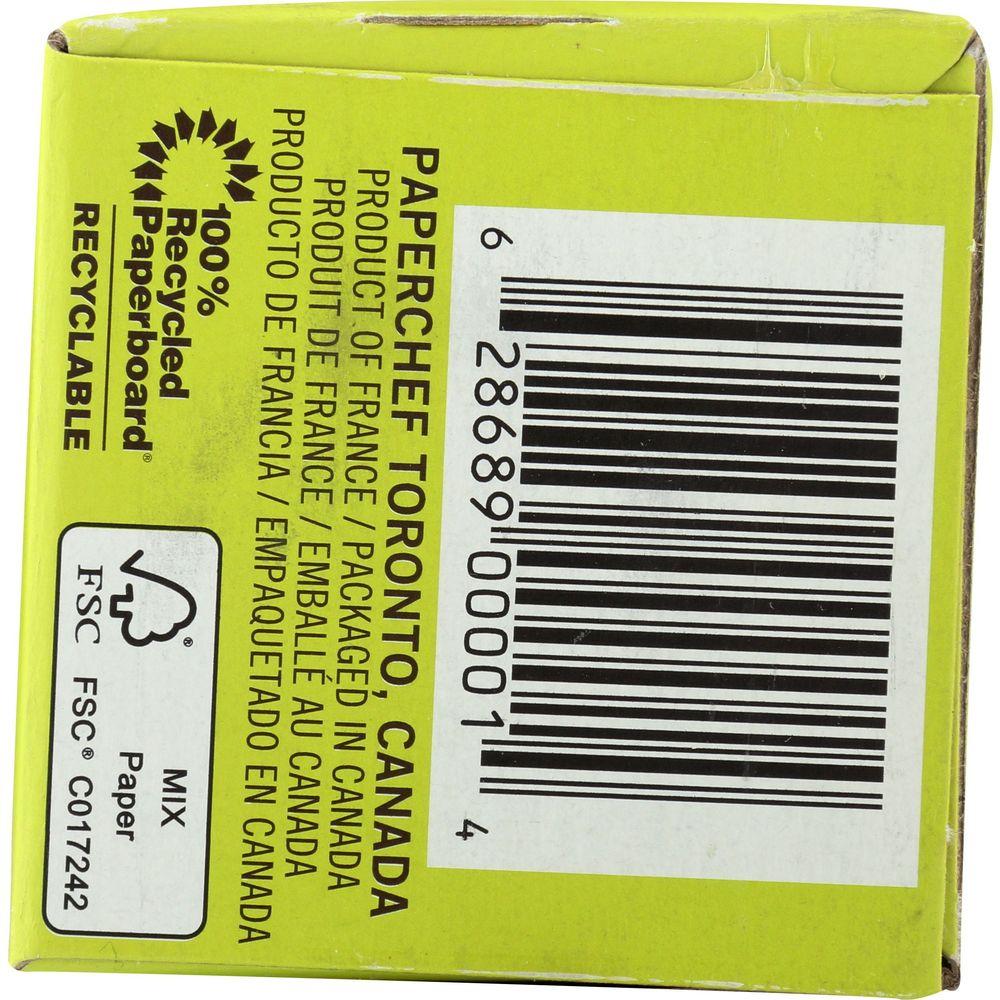 6 28689 00001 4
PAPERCHEF TORONTO, CANADA
PRODUCT OF FRANCE / PACKAGED IN CANADA
PRODUIT DE FRANCE / EMBALLÉ AU CANADA
PRODUCTO DE FRANCIA / EMPAQUETADO EN CANADA
100%
Recycled
Paperboard®
RECYCLABLE
®
FSC
MIX
Paper
FSC® C017242